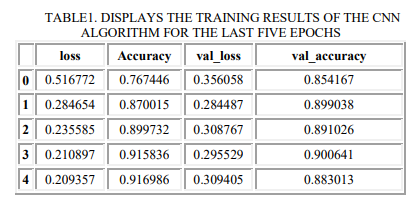 TABLE1. DISPLAYS THE TRAINING RESULTS OF THE CNN
ALGORITHM FOR THE LAST FIVE EPOCHS
loss Accuracy val_loss val_accuracy
0 0.516772 0.767446 0.356058 0.854167
1 0.284654 0.870015 0.284487 0.899038
2 0.235585 0.899732 0.308767 0.891026
3 0.210897 0.915836 0.295529 0.900641
4 0.209357 0.916986 0.309405 0.883013